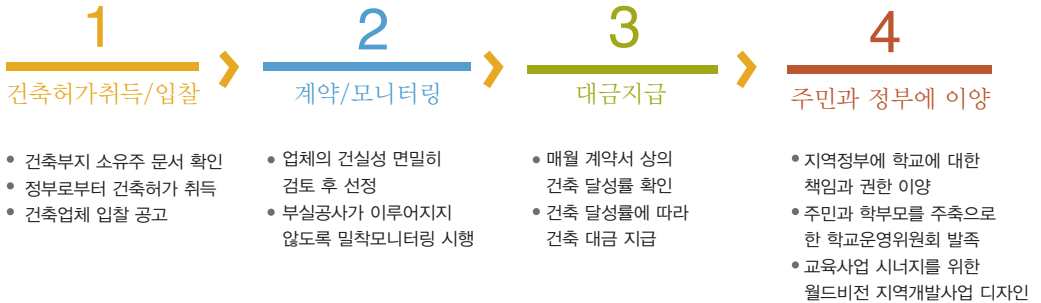 1
건축허가취득/입찰
• 건축부지 소유주 문서 확인
• 정부로부터 건축허가 취득
• 건축업체 입찰 공고
2
계약/모니터링
• 업체의 건실성 면밀히
검토 후 선정
• 부실공사가 이루어지지
않도록 밀착모니터링 시행
3
대금지급
• 매월 계약서 상의
건축 달성률 확인
• 건축 달성률에 따라
건축 대금 지급
4
주민과 정부에 이양
• 지역정부에 학교에 대한
책임과 권한 이양
• 주민과 학부모를 주축으로
한 학교운영위원회 발족
• 교육사업 시너지를 위한
월드비전 지역개발사업 디자인